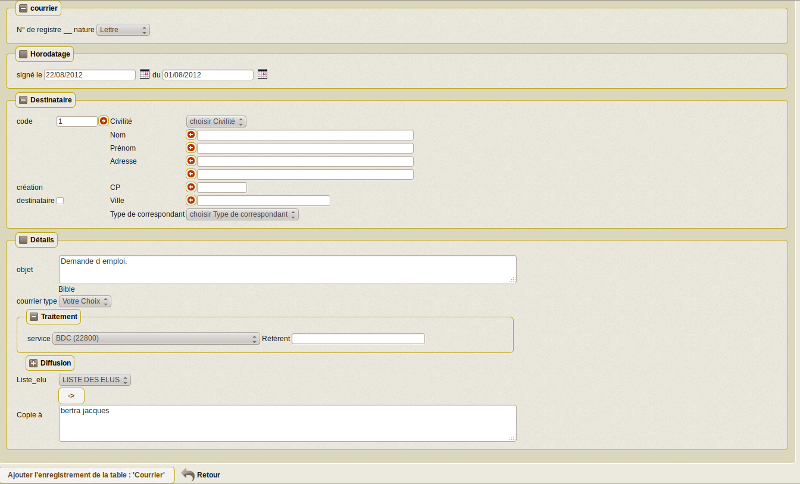 courrier
N° de registre __ nature Lettre
Horodatage
signé le 22/08/2012 du 01/08/2012
Destinataire
code 1 Civilité choisir Civilité
Nom
Prénom
Adresse
création CP
destinataire Ville
Type de correspondant choisir Type de correspondant
Détails
objet Demande d emploi.
Bible
courrier type Votre Choix
Traitement
service BDC (22800) Référent
Diffusion
Liste_elu LISTE DES ELUS
->
Copie à bertra jacques
Ajouter l'enregistrement de la table : 'Courrier' Retour